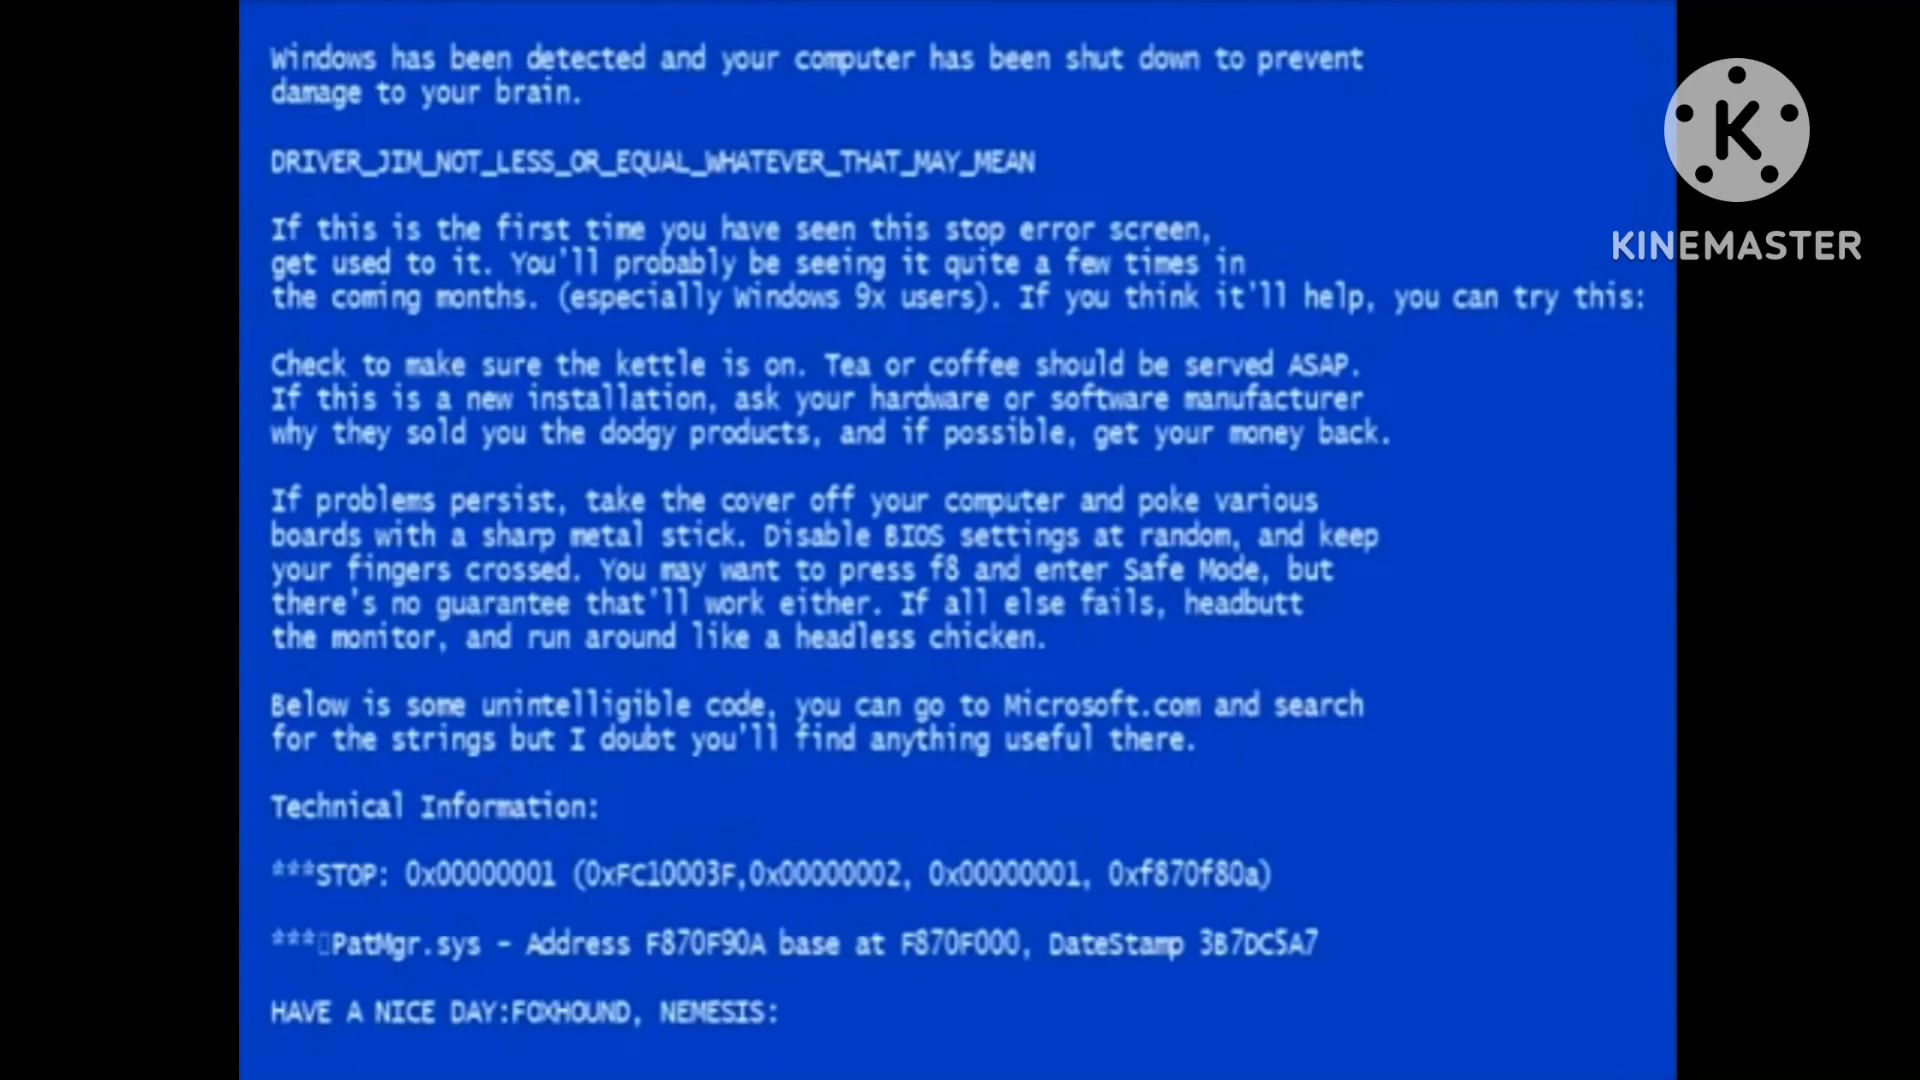 Windows has been detected and your computer has been shut down to prevent
damage to your brain.
DRIVER_JIM_NOT_LESS_OR_EQUAL_WHATEVER_THAT_MAY_MEAN
If this is the first time you have seen this stop error screen,
get used to it. You'll probably be seeing it quite a few times in
the coming months. (especially Windows 9x users). If you think it'll help, you can try this:
Check to make sure the kettle is on. Tea or coffee should be served ASAP.
If this is a new installation, ask your hardware or software manufacturer
why they sold you the dodgy products, and if possible, get your money back.
If problems persist, take the cover off your computer and poke various
boards with a sharp metal stick. Disable BIOS settings at random, and keep
your fingers crossed. You may want to press f8 and enter Safe Mode, but
there's no guarantee that'll work either. If all else fails, headbutt
the monitor, and run around like a headless chicken.
Below is some unintelligible code, you can go to Microsoft.com and search
for the strings but I doubt you'll find anything useful there.
Technical Information:
***STOP: 0x00000001 (0xFC10003F,0x00000002, 0x00000001, 0xf870f80a)
***▯PatMgr.sys - Address F870F90A base at F870F000, DateStamp 3B7DC5A7
HAVE A NICE DAY:FOXHOUND, NEMESIS:
K
KINEMASTER